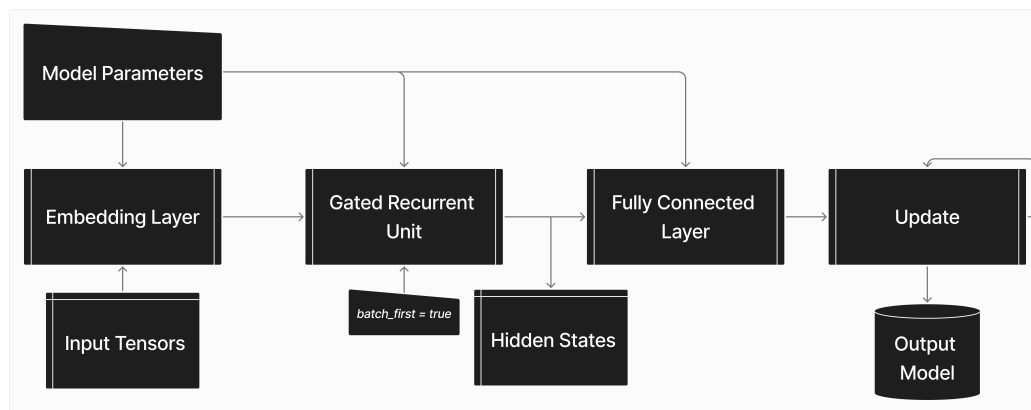 Model Parameters
Embedding Layer
Gated Recurrent
Unit
Fully Connected
Layer
Update
Input Tensors
batch_first = true
Hidden States
Output
Model